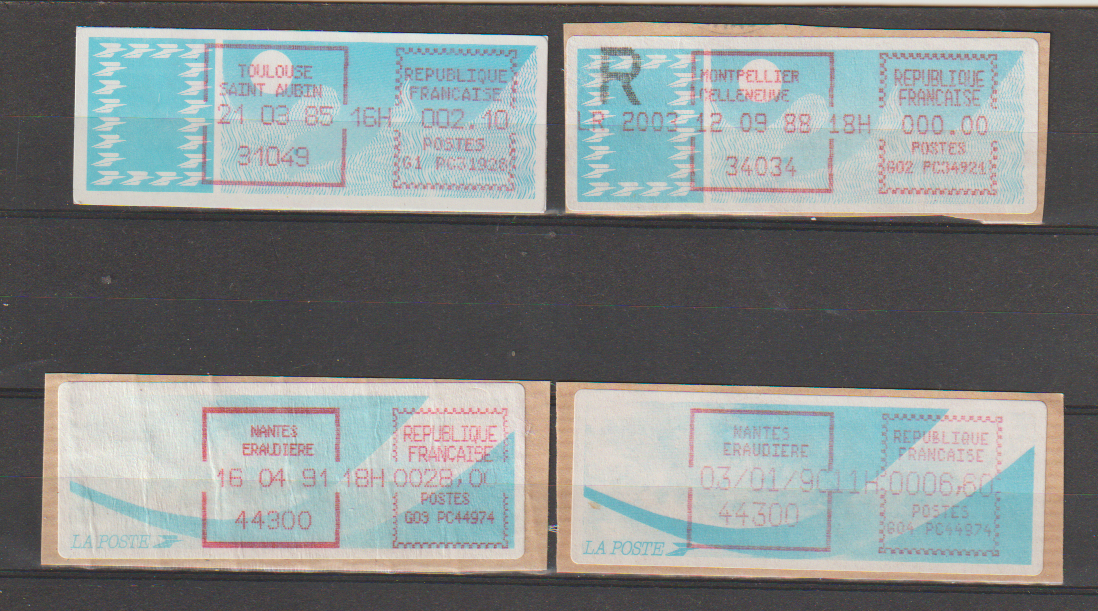 TOULOUSE
SAINT AUBIN
21 03 85 16H
31049
REPUBLIQUE
FRANCAISE
002.10
POSTES
G1 PC31928
R
LR 2003
MONTPELLIER
CELLENEUVE
12 09 88 18H
34034
REPUBLIQUE
FRANCAISE
000.00
POSTES
G02 PC34921
NANTES
ERAUDIERE
16 04 91 18H
44300
REPUBLIQUE
FRANCAISE
0028,00
POSTES
G03 PC44974
LA POSTE
NANTES
ERAUDIERE
03/01/90 11H
44300
REPUBLIQUE
FRANCAISE
0006,60
POSTES
G04 PC44974
LA POSTE